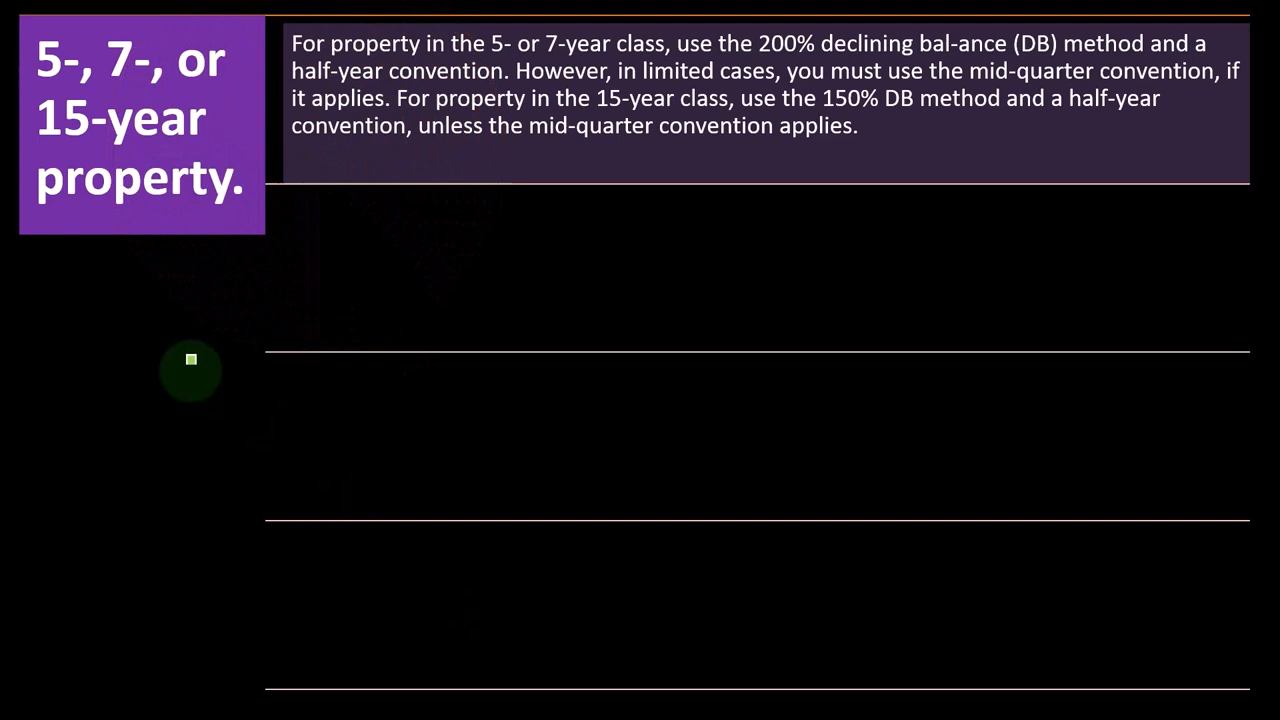 5-, 7-, or
15-year
property.
For property in the 5- or 7-year class, use the 200% declining bal-ance (DB) method and a
half-year convention. However, in limited cases, you must use the mid-quarter convention, if
it applies. For property in the 15-year class, use the 150% DB method and a half-year
convention, unless the mid-quarter convention applies.